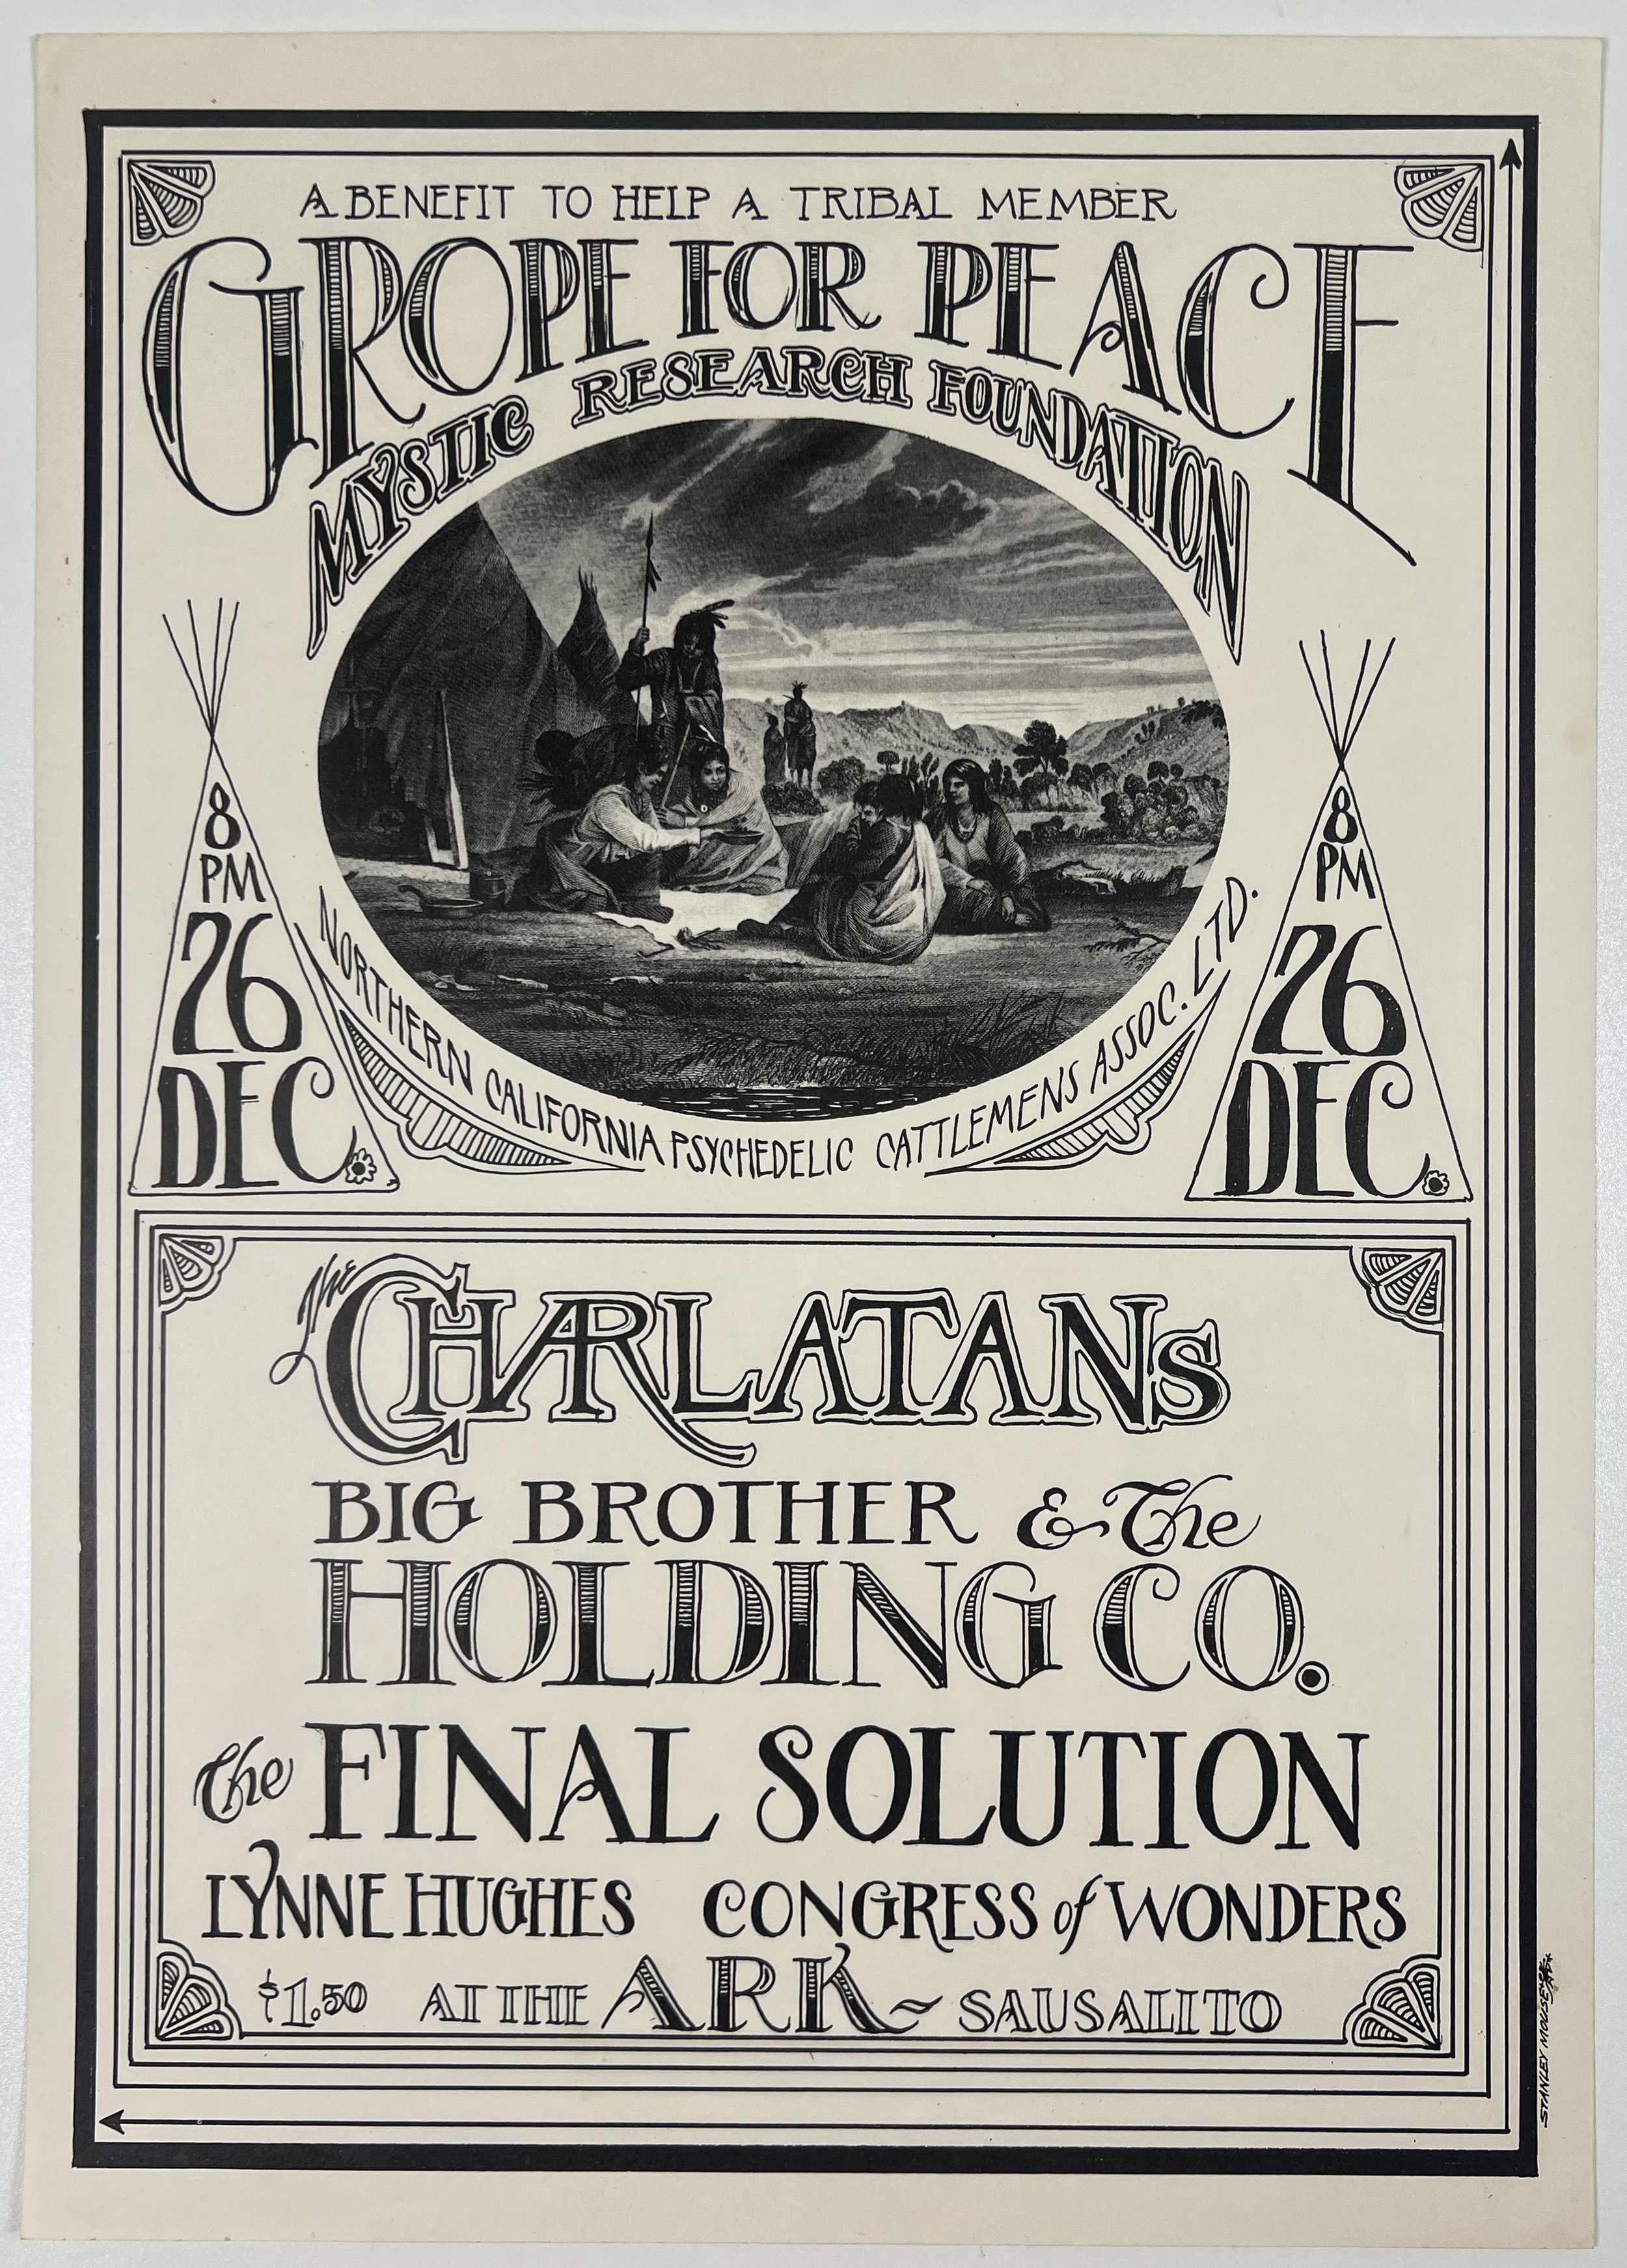 A BENEFIT TO HELP A TRIBAL MEMBER
GROPE FOR PEACE
MYSTIC RESEARCH FOUNDATION
8
PM
26
DEC.
8
PM
26
DEC.
NORTHERN CALIFORNIA PSYCHEDELIC CATTLEMENS ASSOC. LTD.
The CHARLATANS
BIG BROTHER & The
HOLDING CO.
the FINAL SOLUTION
LYNNE HUGHES CONGRESS of WONDERS
$1.50 AT THE ARK ~ SAUSALITO
STANLEY MOUSE